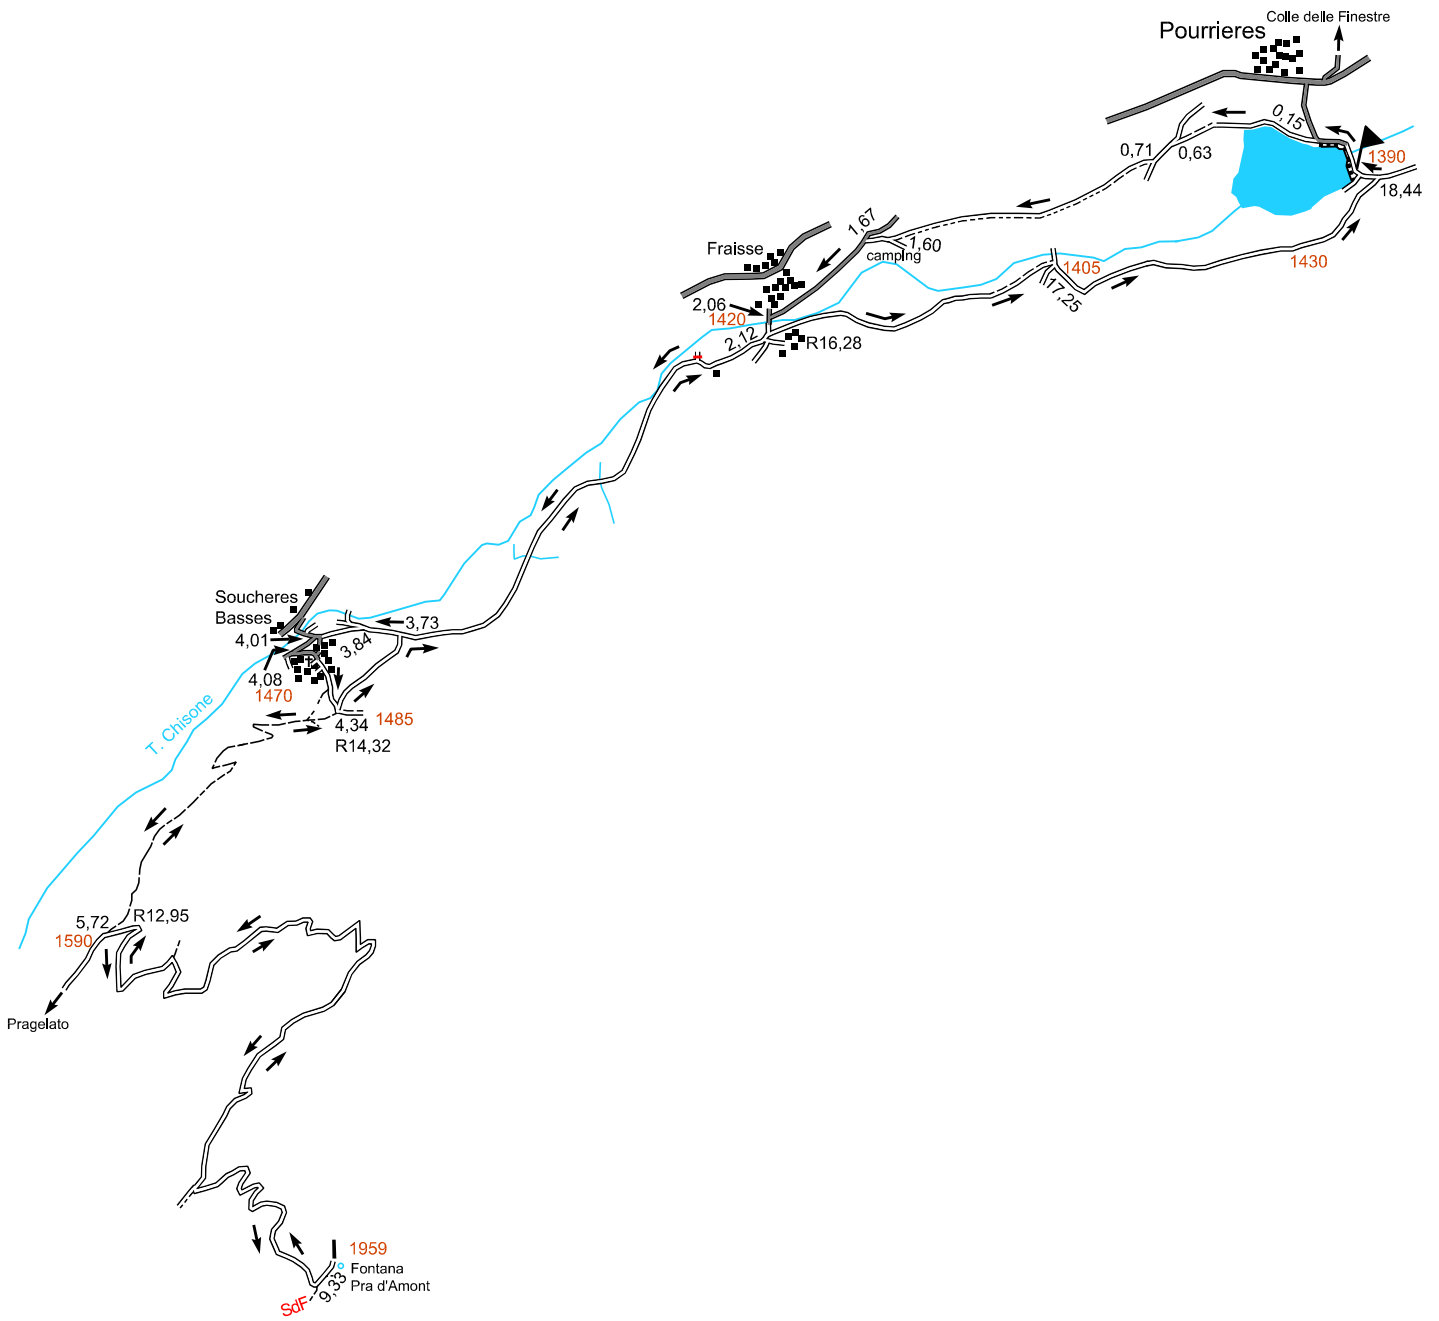 Colle delle Finestre
Pourrieres
0,15
1390
18,44
0,71
0,63
1,67
1,60
camping
Fraisse
1405
1430
17,25
2,06
1420
2,12
R16,28
Soucheres
Basses
4,01
3,73
3,84
4,08
1470
1485
4,34
R14,32
T. Chisone
5,72
R12,95
1590
Pragelato
1959
Fontana
Pra d'Amont
9,33
SdF